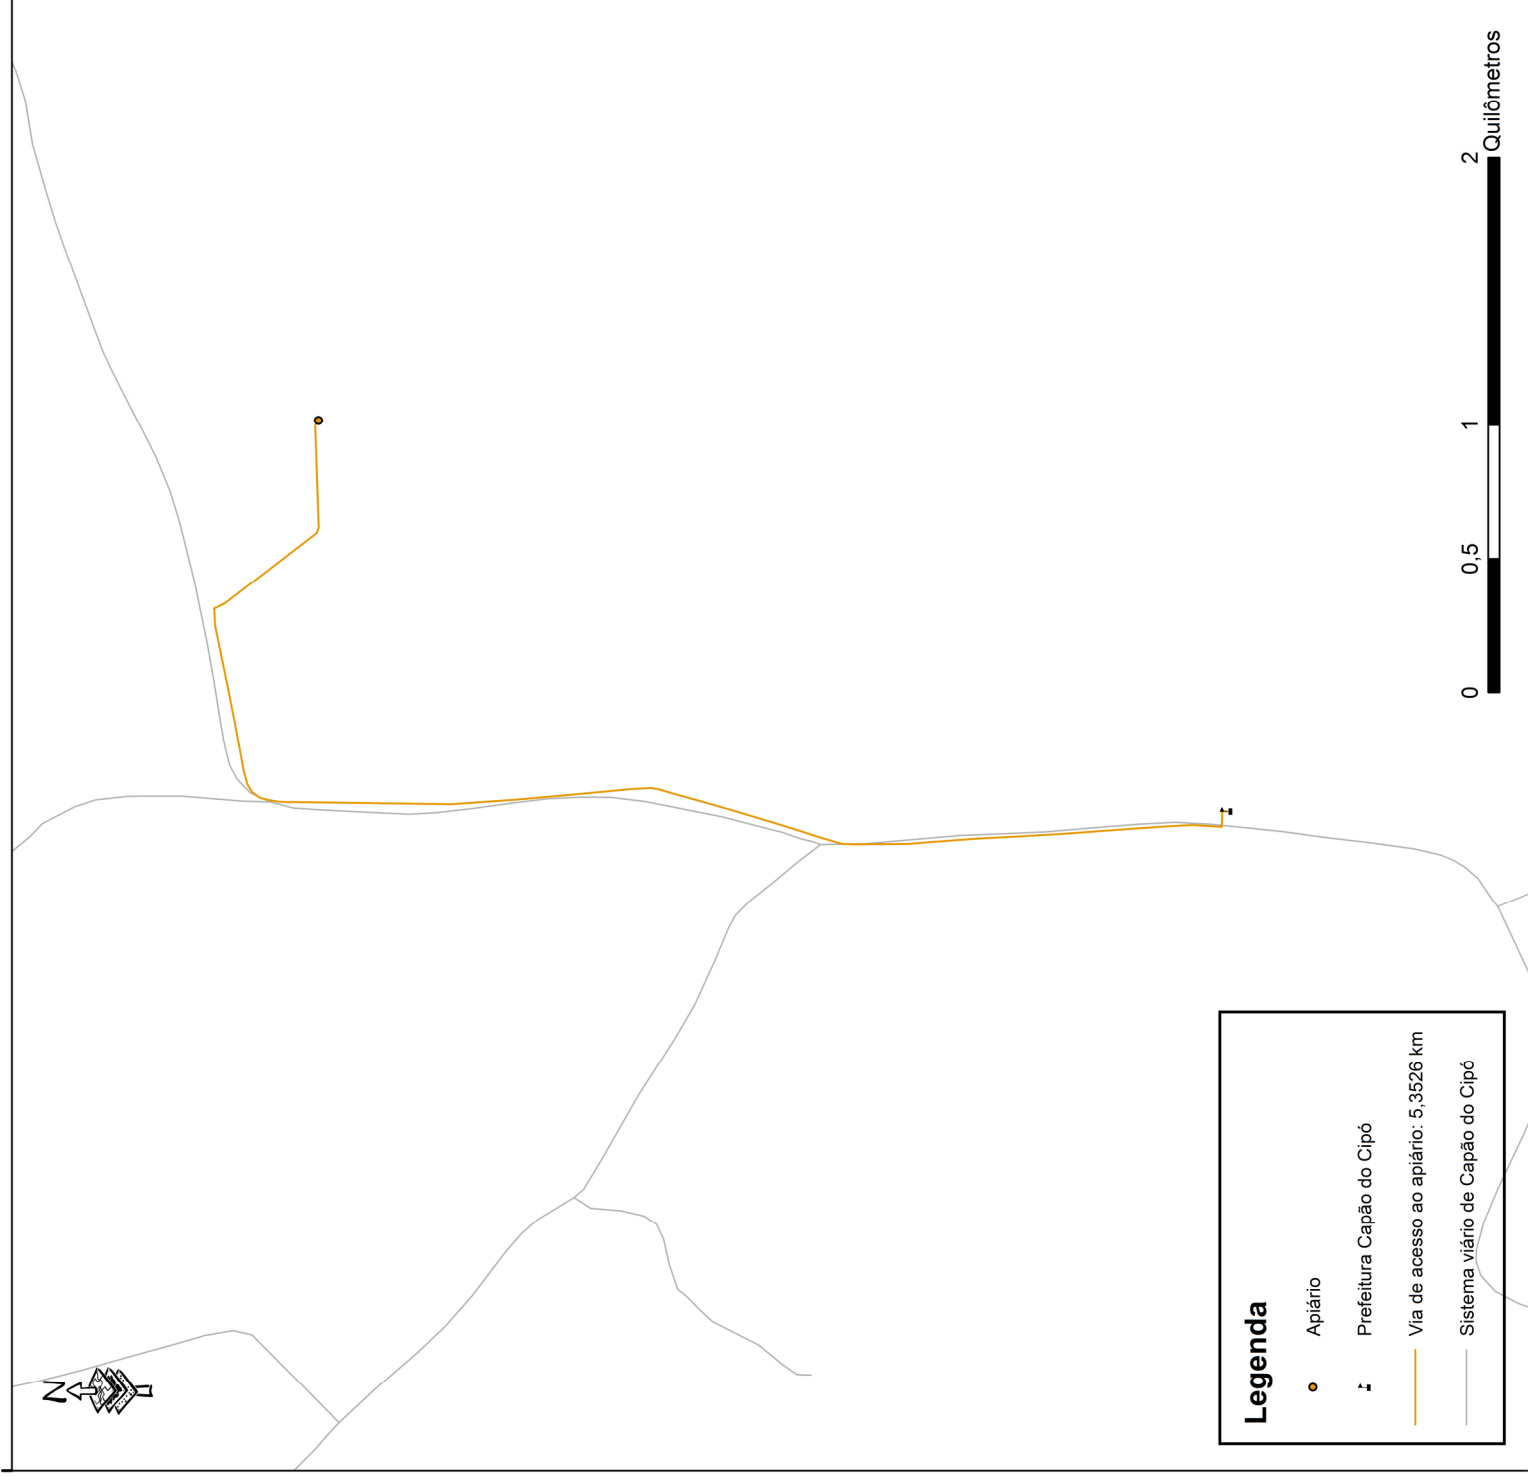 N
Legenda
Apiário
Prefeitura Capão do Cipó
Via de acesso ao apiário: 5,3526 km
Sistema viário de Capão do Cipó
0 0,5 1 2
Quilômetros